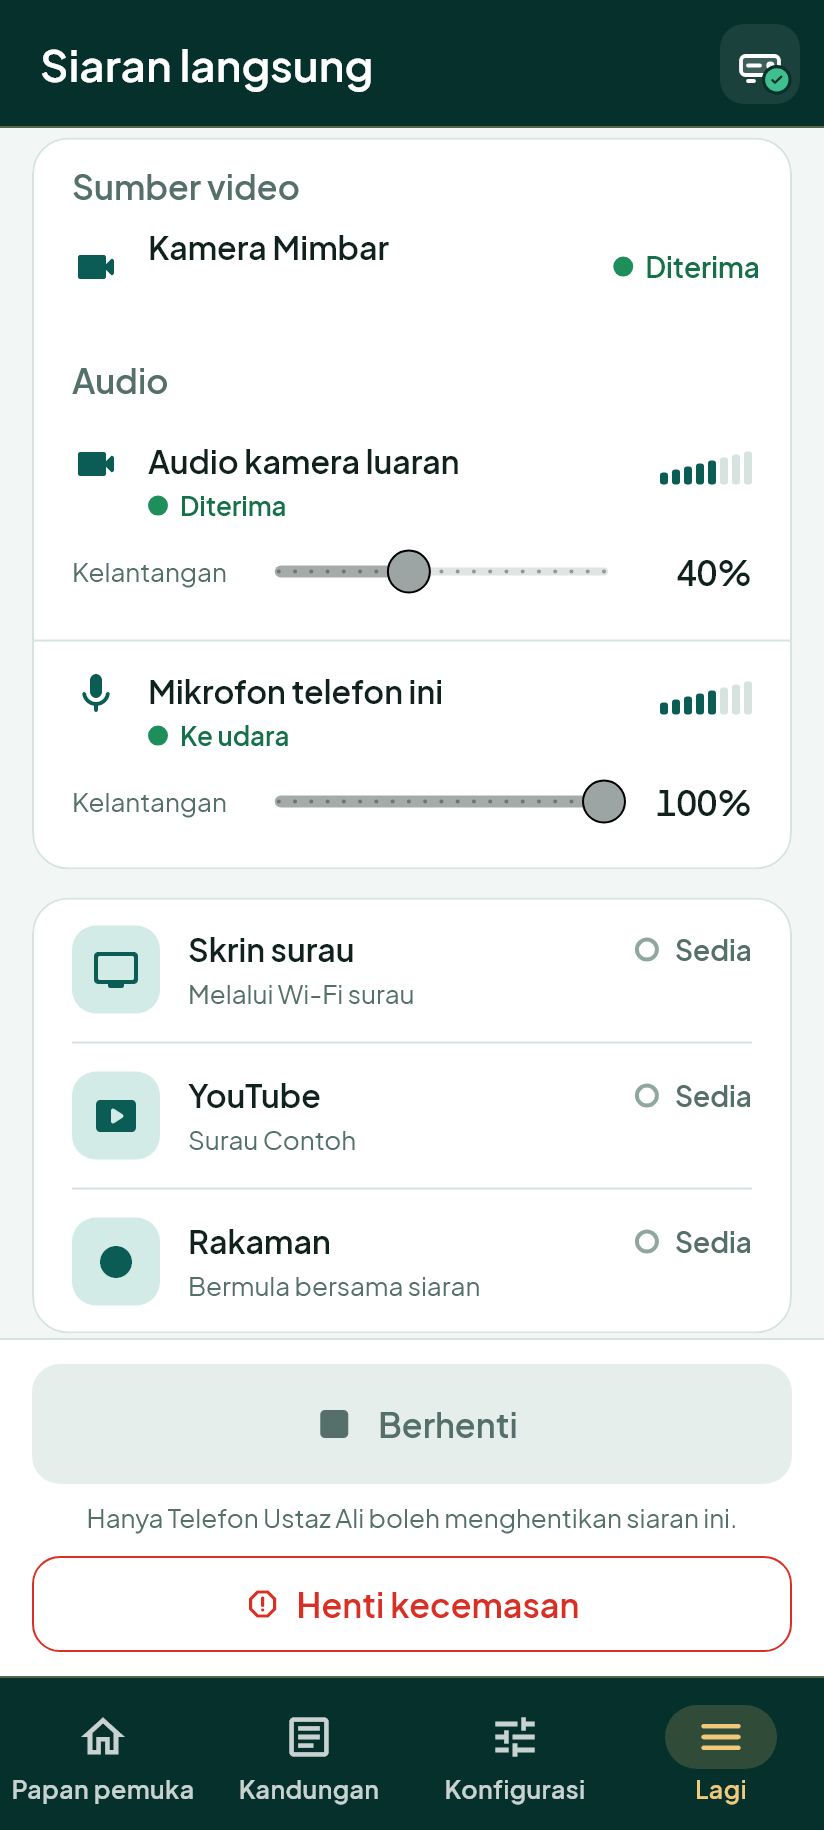 Siaran langsung
Sumber video
Kamera Mimbar
Diterima
Audio
Audio kamera luaran
Diterima
Kelantangan
40%
Mikrofon telefon ini
Ke udara
Kelantangan
100%
Skrin surau
Sedia
Melalui Wi-Fi surau
YouTube
Sedia
Surau Contoh
Rakaman
Sedia
Bermula bersama siaran
Berhenti
Hanya Telefon Ustaz Ali boleh menghentikan siaran ini.
Henti kecemasan
Papan pemuka
Kandungan
Konfigurasi
Lagi